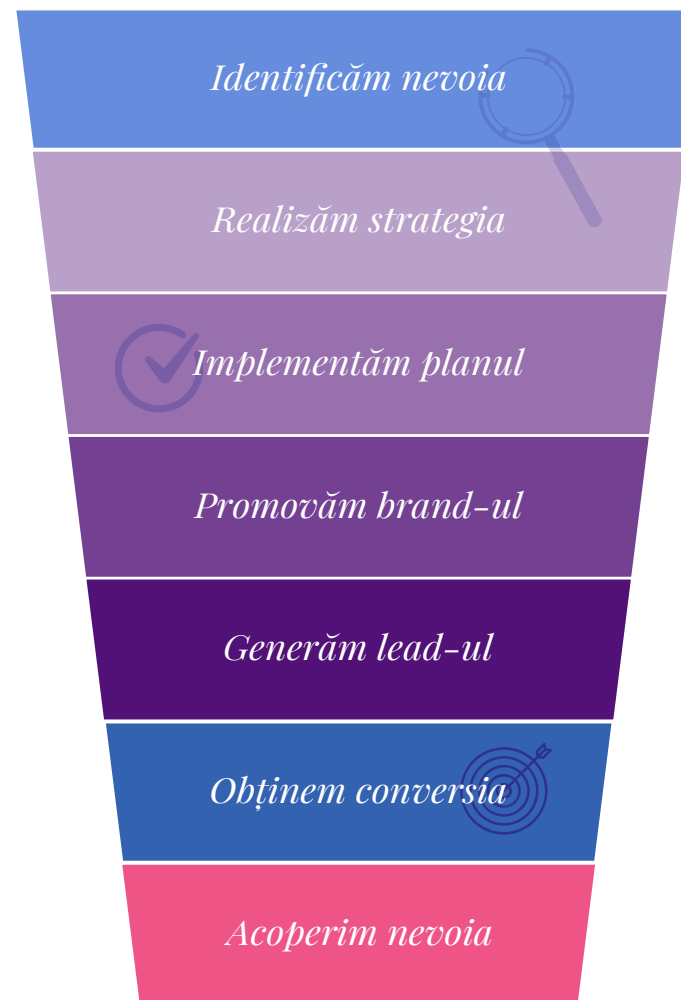 Identificăm nevoia
Realizăm strategia
Implementăm planul
Promovăm brand-ul
Generăm lead-ul
Obținem conversia
Acoperim nevoia